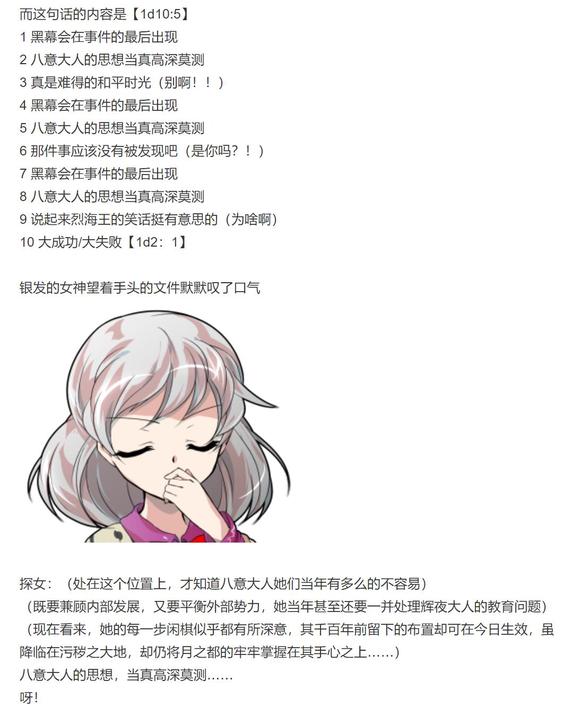 而这句话的内容是【1d10:5】
1 黑幕会在事件的最后出现
2 八意大人的思想当真高深莫测
3 真是难得的和平时光（别啊！！）
4 黑幕会在事件的最后出现
5 八意大人的思想当真高深莫测
6 那件事应该没有被发现吧（是你吗？！）
7 黑幕会在事件的最后出现
8 八意大人的思想当真高深莫测
9 说起来烈海王的笑话挺有意思的（为啥啊）
10 大成功/大失败【1d2：1】
银发的女神望着手头的文件默默叹了口气
探女：（处在这个位置上，才知道八意大人她们当年有多么的不容易）
（既要兼顾内部发展，又要平衡外部势力，她当年甚至还要一并处理辉夜大人的教育问题）
（现在看来，她的每一步闲棋似乎都有所深意，其千百年前留下的布置却可在今日生效，虽
降临在污秽之大地，却仍将月之都的牢牢掌握在其手心之上……）
八意大人的思想，当真高深莫测……
呀！